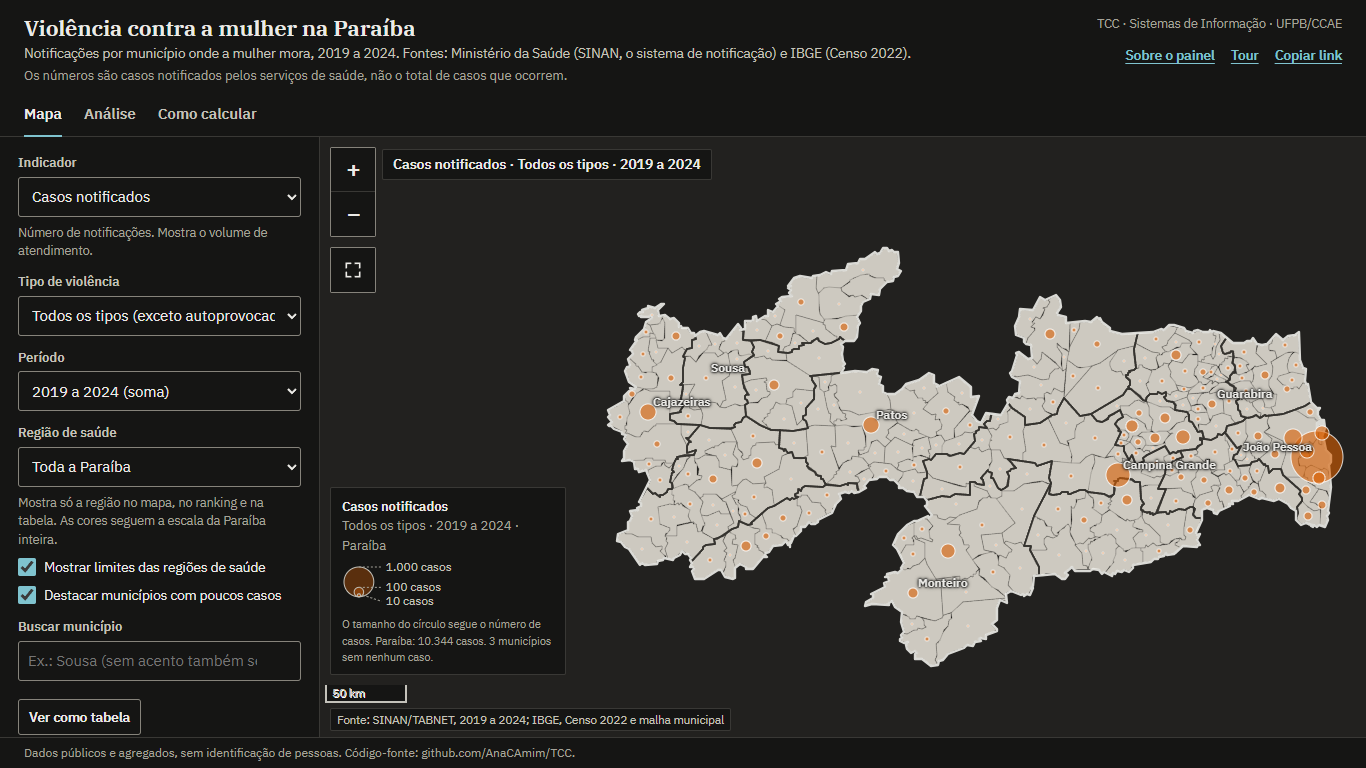 Violência contra a mulher na Paraíba
Notificações por município onde a mulher mora, 2019 a 2024. Fontes: Ministério da Saúde (SINAN, o sistema de notificação) e IBGE (Censo 2022).
Os números são casos notificados pelos serviços de saúde, não o total de casos que ocorrem.
TCC · Sistemas de Informação · UFPB/CCAE
Sobre o painel Tour Copiar link
Mapa Análise Como calcular
Indicador
Casos notificados
Número de notificações. Mostra o volume de
atendimento.
Tipo de violência
Todos os tipos (exceto autoprovocac
Período
2019 a 2024 (soma)
Região de saúde
Toda a Paraíba
Mostra só a região no mapa, no ranking e na
tabela. As cores seguem a escala da Paraíba
inteira.
Mostrar limites das regiões de saúde
Destacar municípios com poucos casos
Buscar município
Ex.: Sousa (sem acento também se
Ver como tabela
+
−
Casos notificados · Todos os tipos · 2019 a 2024
Sousa
Cajazeiras
Patos
Guarabira
João Pessoa
Campina Grande
Monteiro
Casos notificados
Todos os tipos · 2019 a 2024 ·
Paraíba
1.000 casos
100 casos
10 casos
O tamanho do círculo segue o número de
casos. Paraíba: 10.344 casos. 3 municípios
sem nenhum caso.
50 km
Fonte: SINAN/TABNET, 2019 a 2024; IBGE, Censo 2022 e malha municipal
Dados públicos e agregados, sem identificação de pessoas. Código-fonte: github.com/AnaCAmim/TCC.